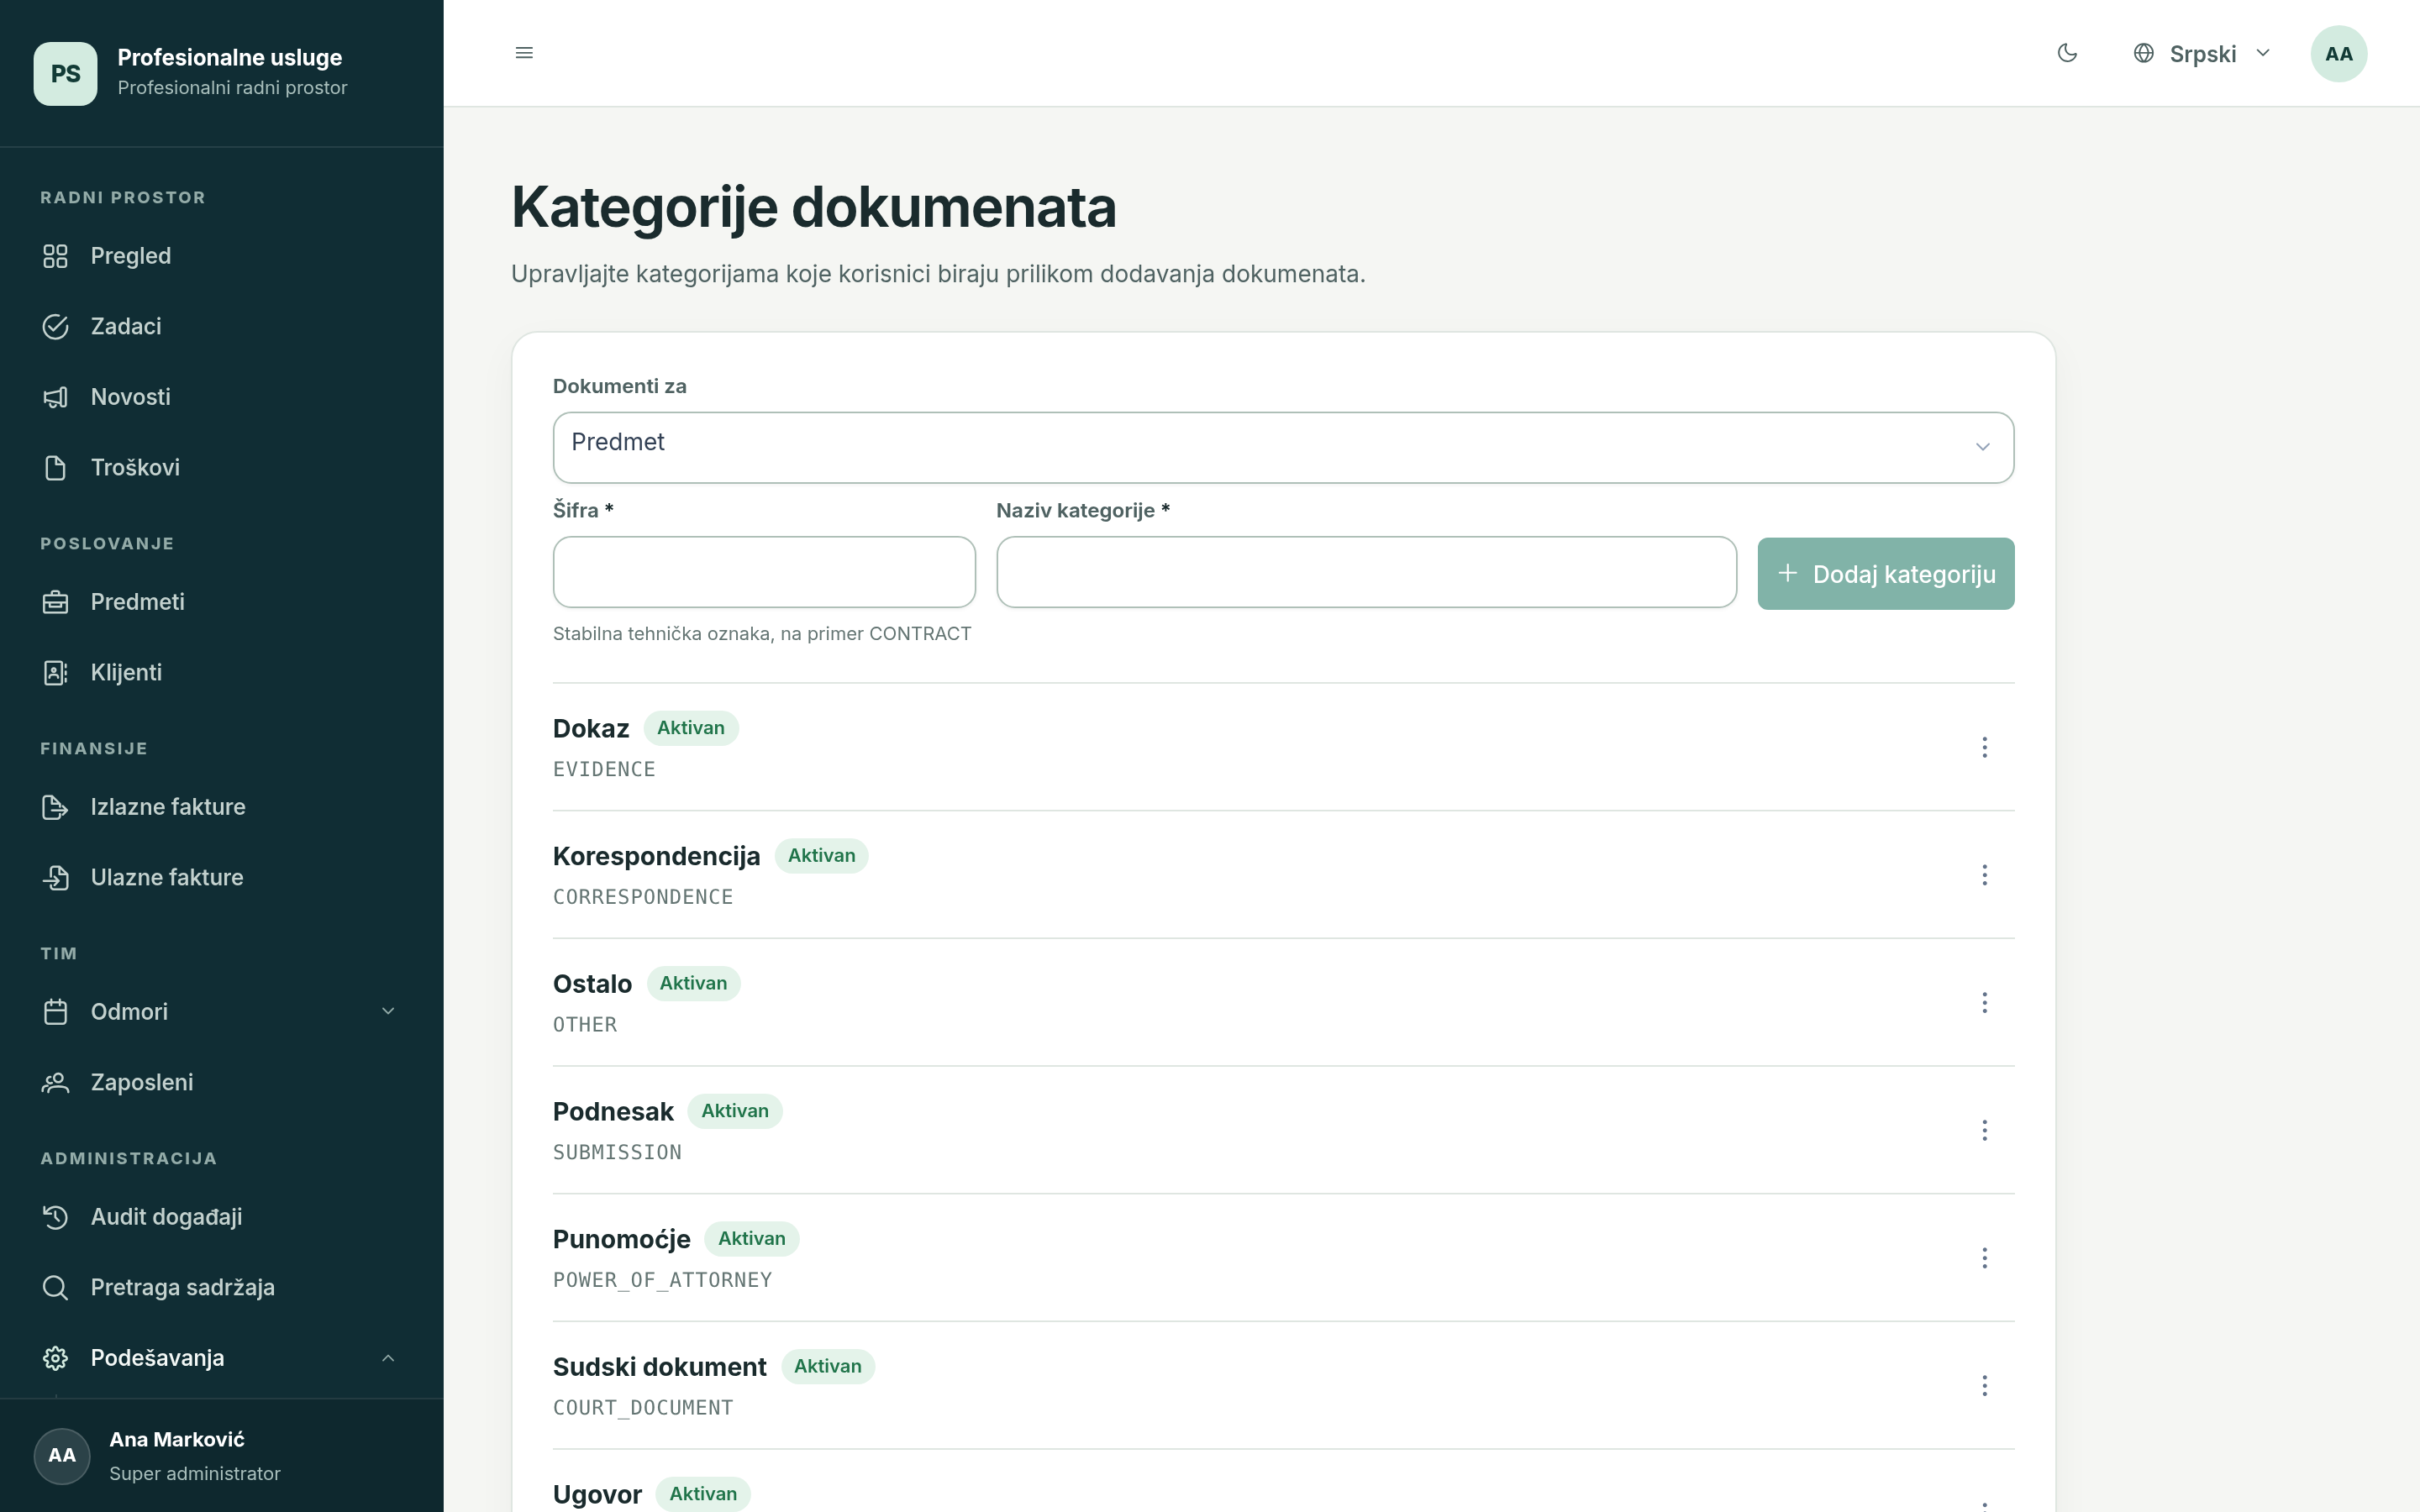 PS
Profesionalne usluge
Profesionalni radni prostor
RADNI PROSTOR
Pregled
Zadaci
Novosti
Troškovi
POSLOVANJE
Predmeti
Klijenti
FINANSIJE
Izlazne fakture
Ulazne fakture
TIM
Odmori
Zaposleni
ADMINISTRACIJA
Audit događaji
Pretraga sadržaja
Podešavanja
AA
Ana Marković
Super administrator
Srpski
AA
Kategorije dokumenata
Upravljajte kategorijama koje korisnici biraju prilikom dodavanja dokumenata.
Dokumenti za
Predmet
Šifra *
Naziv kategorije *
Dodaj kategoriju
Stabilna tehnička oznaka, na primer CONTRACT
Dokaz Aktivan
EVIDENCE
Korespondencija Aktivan
CORRESPONDENCE
Ostalo Aktivan
OTHER
Podnesak Aktivan
SUBMISSION
Punomoćje Aktivan
POWER_OF_ATTORNEY
Sudski dokument Aktivan
COURT_DOCUMENT
Ugovor Aktivan